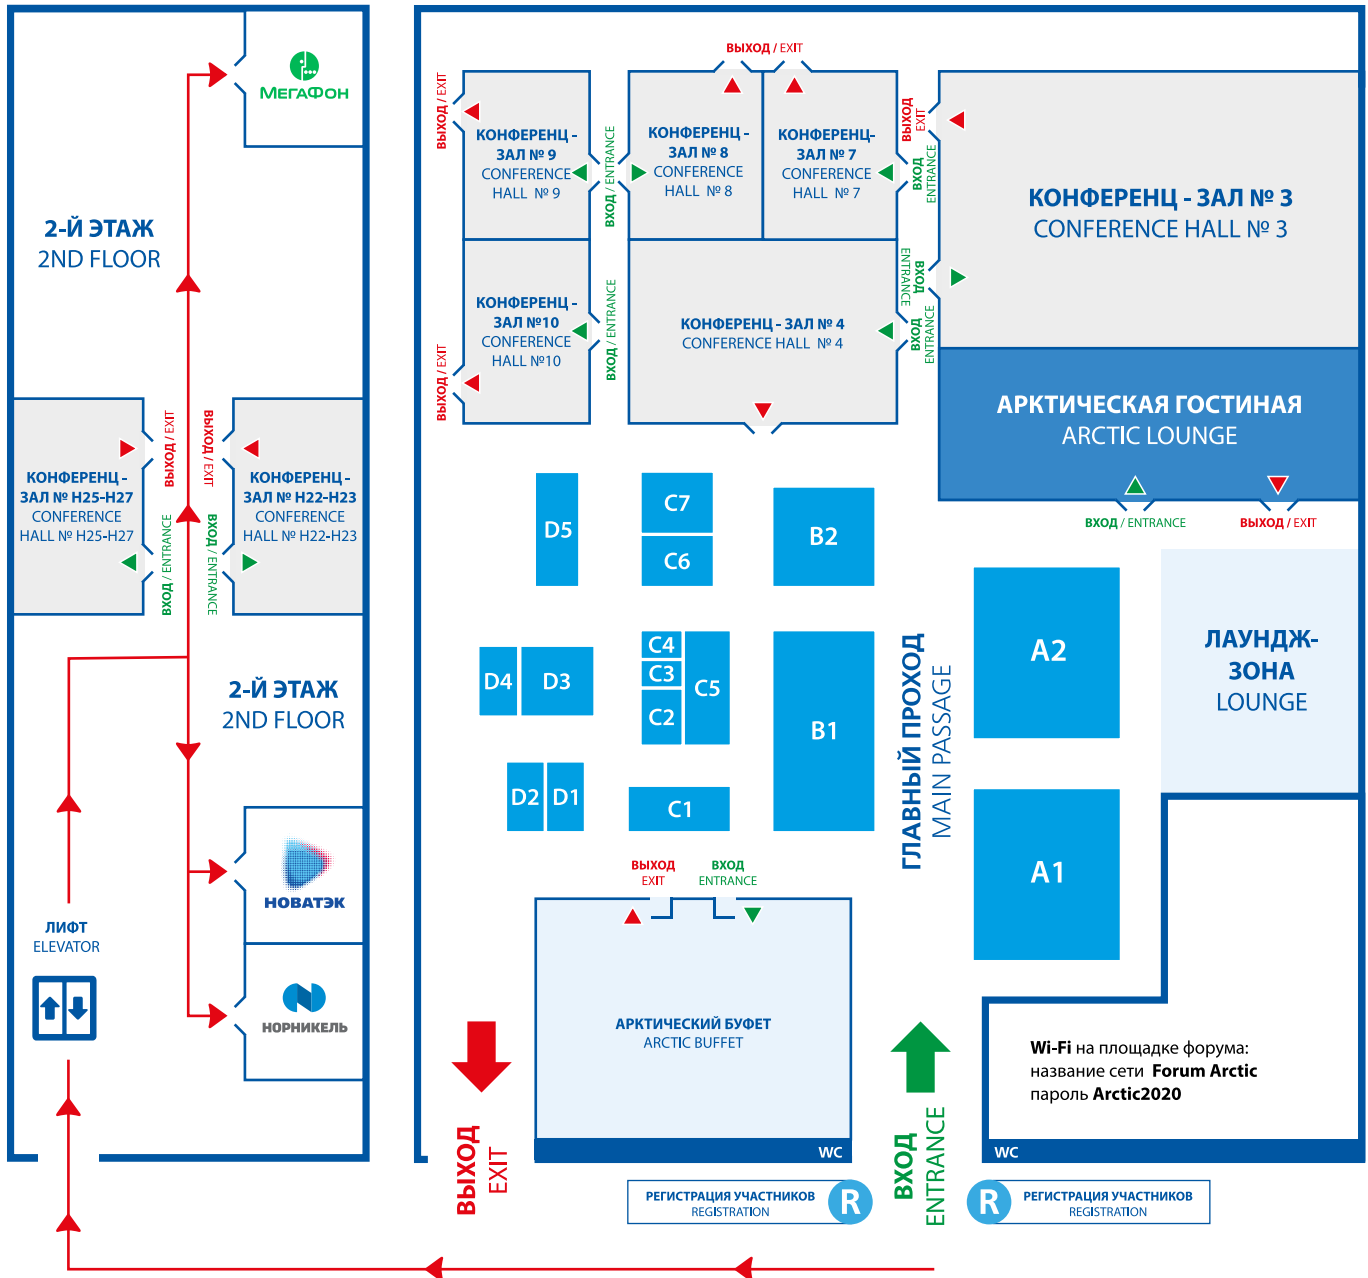 МЕГАФОН
2-Й ЭТАЖ
2ND FLOOR
ВЫХОД / EXIT
ВЫХОД / EXIT
КОНФЕРЕНЦ -
ЗАЛ № H25-H27
CONFERENCE
HALL № H25-H27
КОНФЕРЕНЦ -
ЗАЛ № H22-H23
CONFERENCE
HALL № H22-H23
ВХОД / ENTRANCE
ВХОД / ENTRANCE
2-Й ЭТАЖ
2ND FLOOR
НОВАТЭК
ЛИФТ
ELEVATOR
НОРНИКЕЛЬ
ВЫХОД / EXIT
ВЫХОД / EXIT
КОНФЕРЕНЦ -
ЗАЛ № 9
CONFERENCE
HALL № 9
ВХОД / ENTRANCE
КОНФЕРЕНЦ -
ЗАЛ № 8
CONFERENCE
HALL № 8
КОНФЕРЕНЦ-
ЗАЛ № 7
CONFERENCE
HALL № 7
ВЫХОД
EXIT
ВХОД
ENTRANCE
КОНФЕРЕНЦ - ЗАЛ № 3
CONFERENCE HALL № 3
ВХОД
ENTRANCE
КОНФЕРЕНЦ -
ЗАЛ №10
CONFERENCE
HALL №10
ВЫХОД / EXIT
ВХОД / ENTRANCE
КОНФЕРЕНЦ - ЗАЛ № 4
CONFERENCE HALL № 4
ВХОД
ENTRANCE
АРКТИЧЕСКАЯ ГОСТИНАЯ
ARCTIC LOUNGE
ВХОД / ENTRANCE
ВЫХОД / EXIT
D5
C7
C6
B2
C4
C3
C2
C5
D4
D3
B1
D2
D1
C1
ГЛАВНЫЙ ПРОХОД
MAIN PASSAGE
A2
A1
ЛАУНДЖ-
ЗОНА
LOUNGE
ВЫХОД
EXIT
ВХОД
ENTRANCE
АРКТИЧЕСКИЙ БУФЕТ
ARCTIC BUFFET
WC
Wi-Fi на площадке форума:
название сети Forum Arctic
пароль Arctic2020
WC
ВЫХОД
EXIT
ВХОД
ENTRANCE
РЕГИСТРАЦИЯ УЧАСТНИКОВ
REGISTRATION
R
R
РЕГИСТРАЦИЯ УЧАСТНИКОВ
REGISTRATION